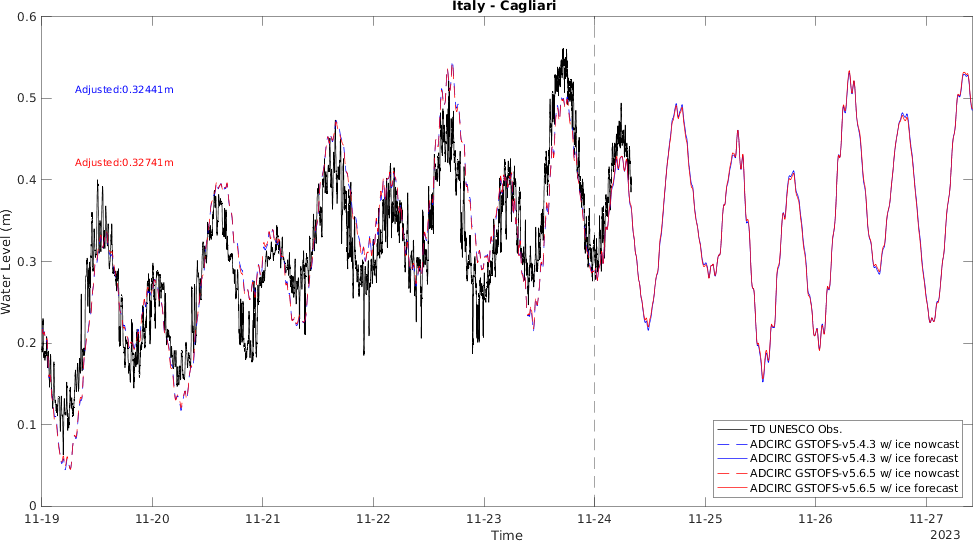 Italy - Cagliari
0.6
0.5
0.4
0.3
0.2
0.1
0
Water Level (m)
Adjusted:0.32441m
Adjusted:0.32741m
TD UNESCO Obs.
ADCIRC GSTOFS-v5.4.3 w/ ice nowcast
ADCIRC GSTOFS-v5.4.3 w/ ice forecast
ADCIRC GSTOFS-v5.6.5 w/ ice nowcast
ADCIRC GSTOFS-v5.6.5 w/ ice forecast
11-19 11-20 11-21 11-22 11-23 11-24 11-25 11-26 11-27
Time
2023